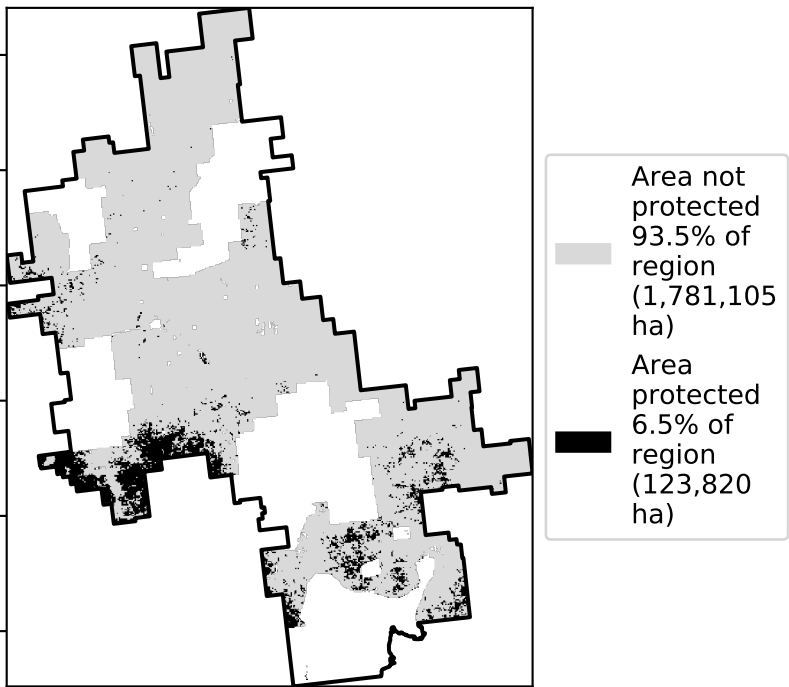 Area not
protected
93.5% of
region
(1,781,105
ha)
Area
protected
6.5% of
region
(123,820
ha)